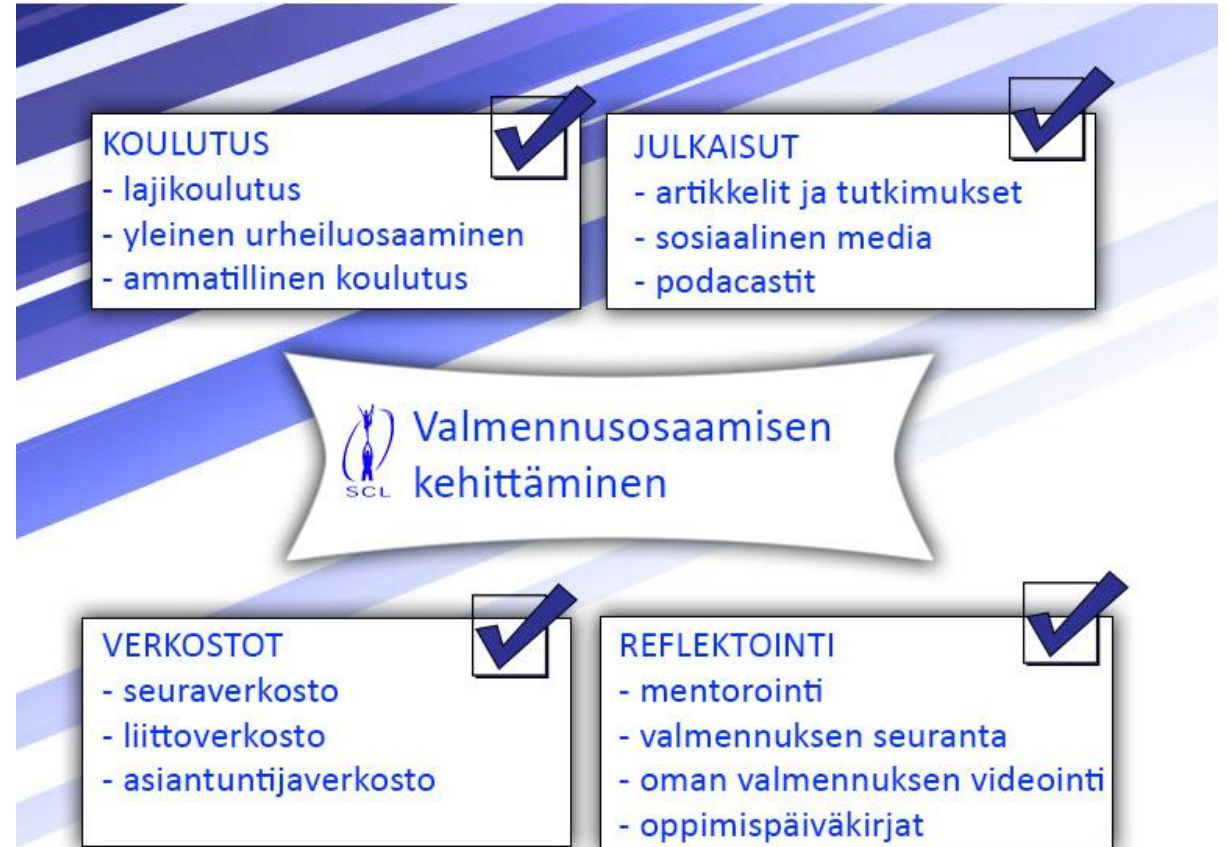 KOULUTUS
- lajikoulutus
- yleinen urheiluosaaminen
- ammatillinen koulutus
JULKAISUT
- artikkelit ja tutkimukset
- sosiaalinen media
- podacastit
SCL
Valmennusosaamisen
kehittäminen
VERKOSTOT
- seuraverkosto
- liittoverkosto
- asiantuntijaverkosto
REFLEKTOINTI
- mentorointi
- valmennuksen seuranta
- oman valmennuksen videointi
- oppimispäiväkirjat